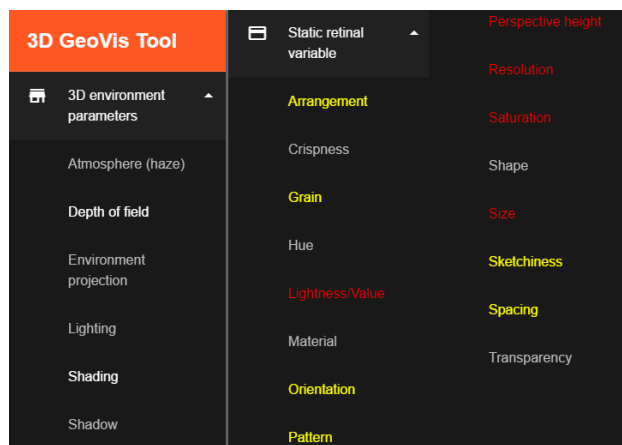 3D GeoVis Tool
3D environment
parameters
Atmosphere (haze)
Depth of field
Environment
projection
Lighting
Shading
Shadow
Static retinal
variable
Arrangement
Crispness
Grain
Hue
Lightness/Value
Material
Orientation
Pattern
Perspective height
Resolution
Saturation
Shape
Size
Sketchiness
Spacing
Transparency